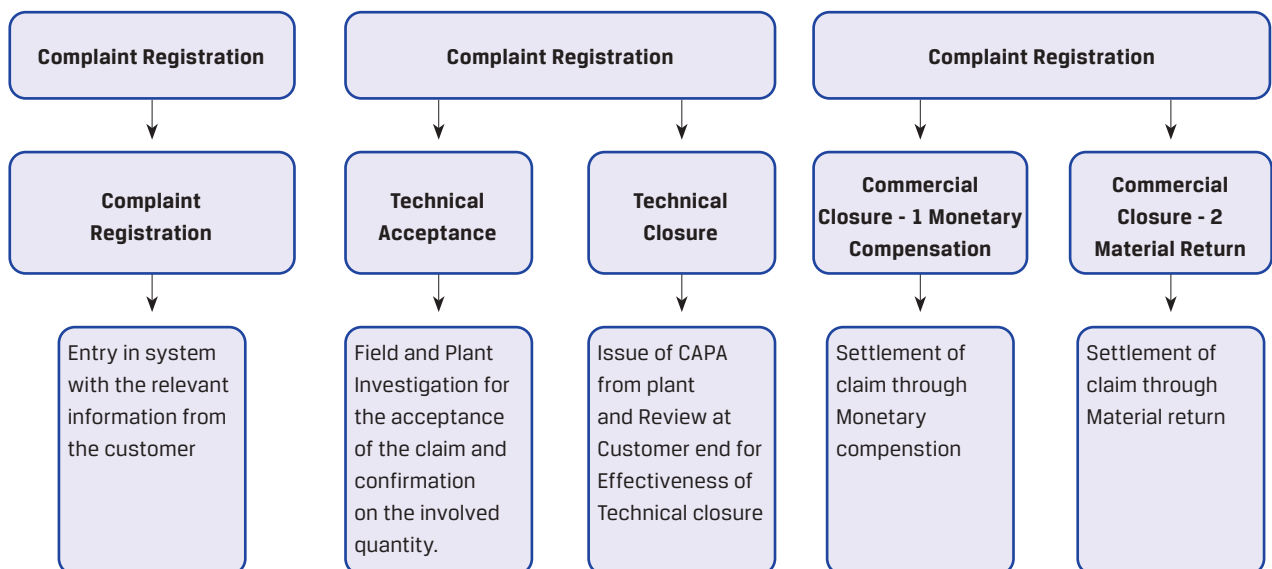 Complaint Registration
Complaint Registration
Complaint Registration
Complaint
Registration
Technical
Acceptance
Technical
Closure
Commercial
Closure - 1 Monetary
Compensation
Commercial
Closure - 2
Material Return
Entry in system
with the relevant
information from
the customer
Field and Plant
Investigation for
the acceptance
of the claim and
confirmation
on the involved
quantity.
Issue of CAPA
from plant
and Review at
Customer end for
Effectiveness of
Technical closure
Settlement of
claim through
Monetary
compenstion
Settlement of
claim through
Material return